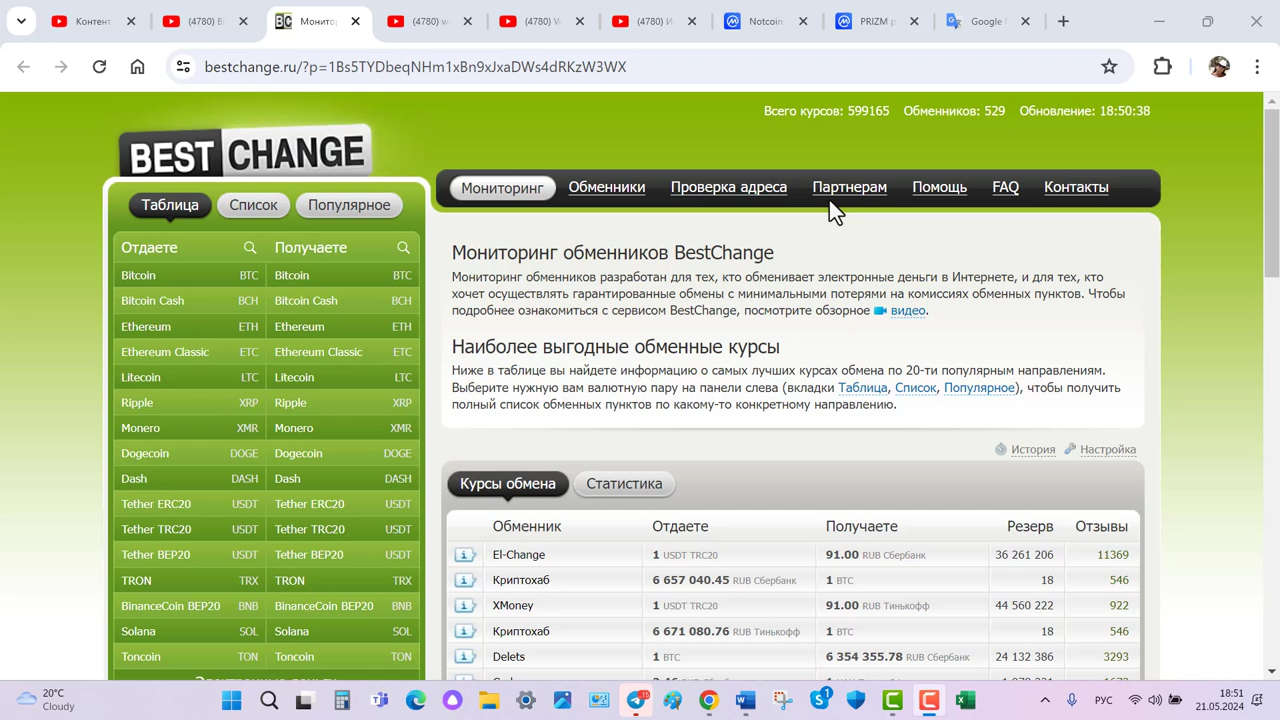 Контент
(4780) В
Монитор
(4780) w
(4780) W
(4780) И
Notcoin
PRIZM
Google
bestchange.ru/?p=1Bs5TYDbeqNHm1xBn9xJxaDWs4dRKzW3WX
Всего курсов: 599165 Обменников: 529 Обновление: 18:50:38
BESTCHANGE
Мониторинг Обменники Проверка адреса Партнерам Помощь FAQ Контакты
Таблица Список Популярное
Отдаете Получаете
Bitcoin BTC Bitcoin BTC
Bitcoin Cash BCH Bitcoin Cash BCH
Ethereum ETH Ethereum ETH
Ethereum Classic ETC Ethereum Classic ETC
Litecoin LTC Litecoin LTC
Ripple XRP Ripple XRP
Monero XMR Monero XMR
Dogecoin DOGE Dogecoin DOGE
Dash DASH Dash DASH
Tether ERC20 USDT Tether ERC20 USDT
Tether TRC20 USDT Tether TRC20 USDT
Tether BEP20 USDT Tether BEP20 USDT
TRON TRX TRON TRX
BinanceCoin BEP20 BNB BinanceCoin BEP20 BNB
Solana SOL Solana SOL
Toncoin TON Toncoin TON
Мониторинг обменников BestChange
Мониторинг обменников разработан для тех, кто обменивает электронные деньги в Интернете, и для тех, кто
хочет осуществлять гарантированные обмены с минимальными потерями на комиссиях обменных пунктов. Чтобы
подробнее ознакомиться с сервисом BestChange, посмотрите обзорное видео.
Наиболее выгодные обменные курсы
Ниже в таблице вы найдете информацию о самых лучших курсах обмена по 20-ти популярным направлениям.
Выберите нужную вам валютную пару на панели слева (вкладки Таблица, Список, Популярное), чтобы получить
полный список обменных пунктов по какому-то конкретному направлению.
История Настройка
Курсы обмена Статистика
Обменник Отдаете Получаете Резерв Отзывы
El-Change 1 USDT TRC20 91.00 RUB Сбербанк 36 261 206 11369
Криптохаб 6 657 040.45 RUB Сбербанк 1 BTC 18 546
XMoney 1 USDT TRC20 91.00 RUB Тинькофф 44 560 222 922
Криптохаб 6 671 080.76 RUB Тинькофф 1 BTC 18 546
Delets 1 BTC 6 354 355.78 RUB Сбербанк 24 132 386 3293
20°C
Cloudy
15
1
РУС
18:51
21.05.2024